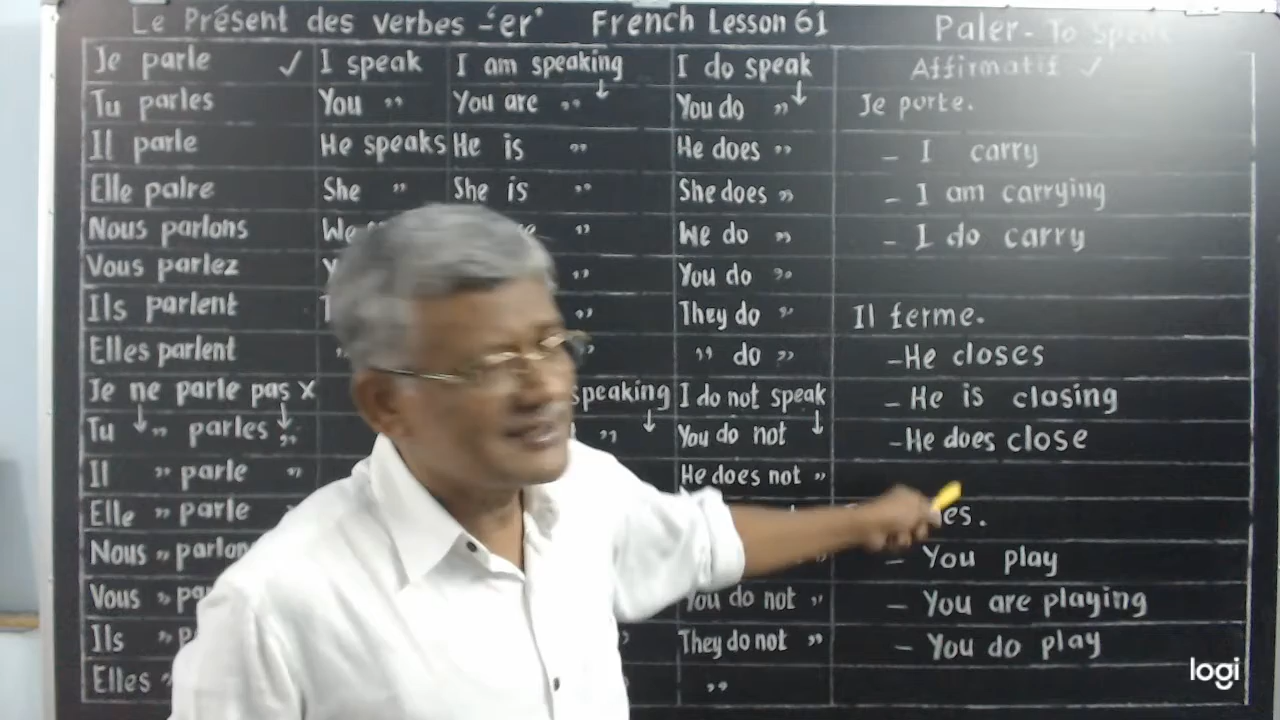 Le Présent des verbes -'er' French Lesson 61 Paler - To Speak
Je parle ✓ I speak I am speaking I do speak Affirmatif ✓
Tu parles You " You are " You do " Je porte.
Il parle He speaks He is " He does " - I carry
Elle palre She " She is " She does " - I am carrying
Nous parlons We " We do " - I do carry
Vous parlez " You do "
Ils parlent " They do " Il ferme.
Elles parlent " do " - He closes
Je ne parle pas X speaking I do not speak - He is closing
Tu " parles " " You do not - He does close
Il " parle " He does not "
Elle " parle es.
Nous " - You play
Vous " You do not " - You are playing
Ils " They do not " - You do play
Elles " "
logi